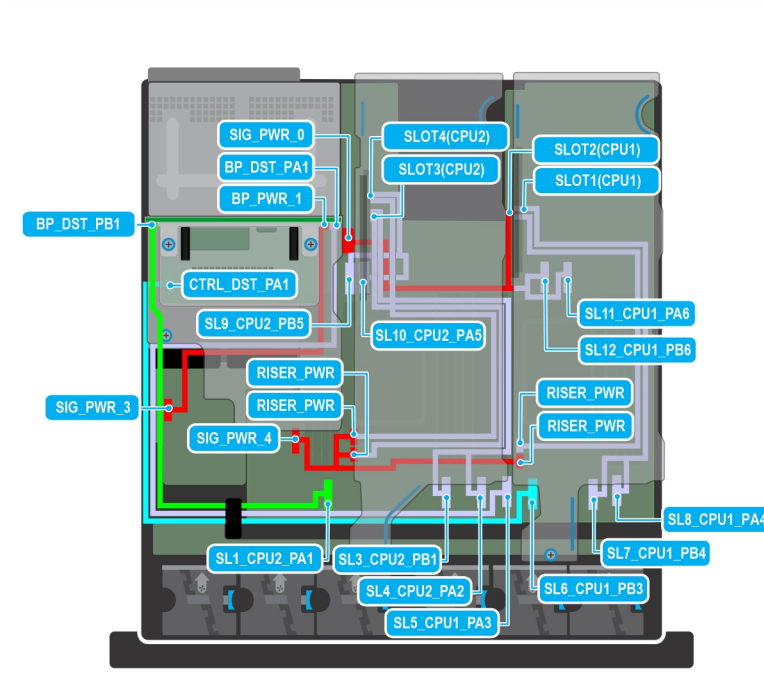 SIG_PWR_0
SLOT4(CPU2)
SLOT2(CPU1)
BP_DST_PA1
SLOT3(CPU2)
SLOT1(CPU1)
BP_PWR_1
BP_DST_PB1
CTRL_DST_PA1
SL11_CPU1_PA6
SL9_CPU2_PB5
SL10_CPU2_PA5
SL12_CPU1_PB6
RISER_PWR
RISER_PWR
SIG_PWR_3
RISER_PWR
RISER_PWR
SIG_PWR_4
SL8_CPU1_PA4
SL1_CPU2_PA1
SL3_CPU2_PB1
SL7_CPU1_PB4
SL4_CPU2_PA2
SL6_CPU1_PB3
SL5_CPU1_PA3